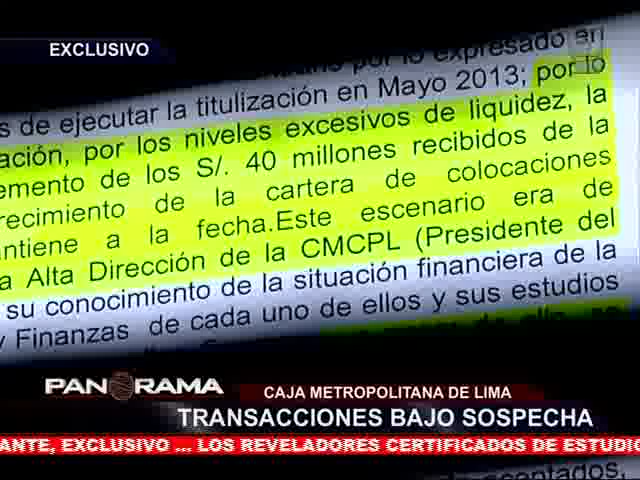 EXCLUSIVO
por lo expresado en
s de ejecutar la titulización en Mayo 2013; por lo
ación, por los niveles excesivos de liquidez, la
emento de los S/. 40 millones recibidos de la
recimiento de la cartera de colocaciones
antiene a la fecha.Este escenario era de
a Alta Dirección de la CMCPL (Presidente del
su conocimiento de la situación financiera de la
y Finanzas de cada uno de ellos y sus estudios
PANORAMA
CAJA METROPOLITANA DE LIMA
TRANSACCIONES BAJO SOSPECHA
ANTE, EXCLUSIVO ... LOS REVELADORES CERTIFICADOS DE ESTUDIO